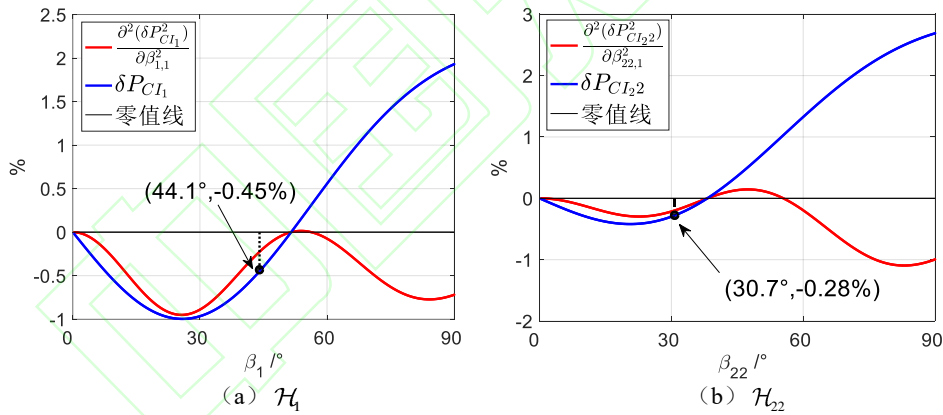 2.5
2
1.5
1
0.5
0
-0.5
-1
%
0 30 60 90
β₁ /°
∂²(δP²_{CI₁})/∂β²_{1,1}
δP_{CI₁}
零值线
(44.1°,-0.45%)
（a） ℋ₁
3
2
1
0
-1
-2
%
0 30 60 90
β₂₂ /°
∂²(δP²_{CI₂2})/∂β²_{22,1}
δP_{CI₂2}
零值线
(30.7°,-0.28%)
（b） ℋ₂₂